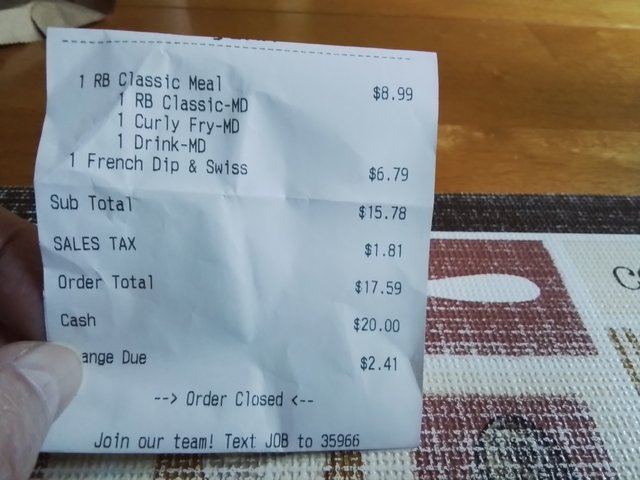 1 RB Classic Meal $8.99
1 RB Classic-MD
1 Curly Fry-MD
1 Drink-MD
1 French Dip & Swiss $6.79
Sub Total $15.78
SALES TAX $1.81
Order Total $17.59
Cash $20.00
ange Due $2.41
--> Order Closed <--
Join our team! Text JOB to 35966